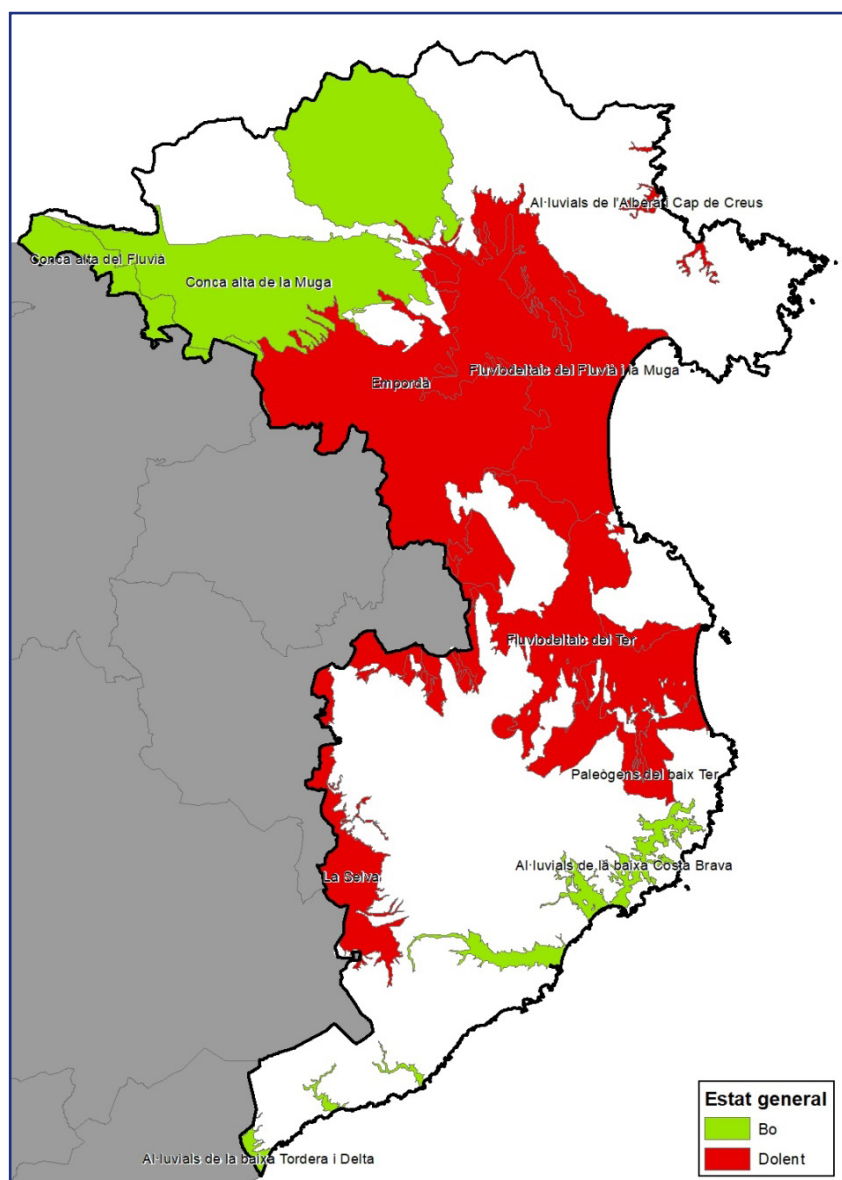 Al·luvials de l'Albera i Cap de Creus
Conca alta del Fluvià
Conca alta de la Muga
Empordà
Fluviodeltaic del Fluvià i la Muga
Fluviodeltaic del Ter
Paleògens del baix Ter
Al·luvials de la baixa Costa Brava
La Selva
Al·luvials de la baixa Tordera i Delta
Estat general
Bo
Dolent